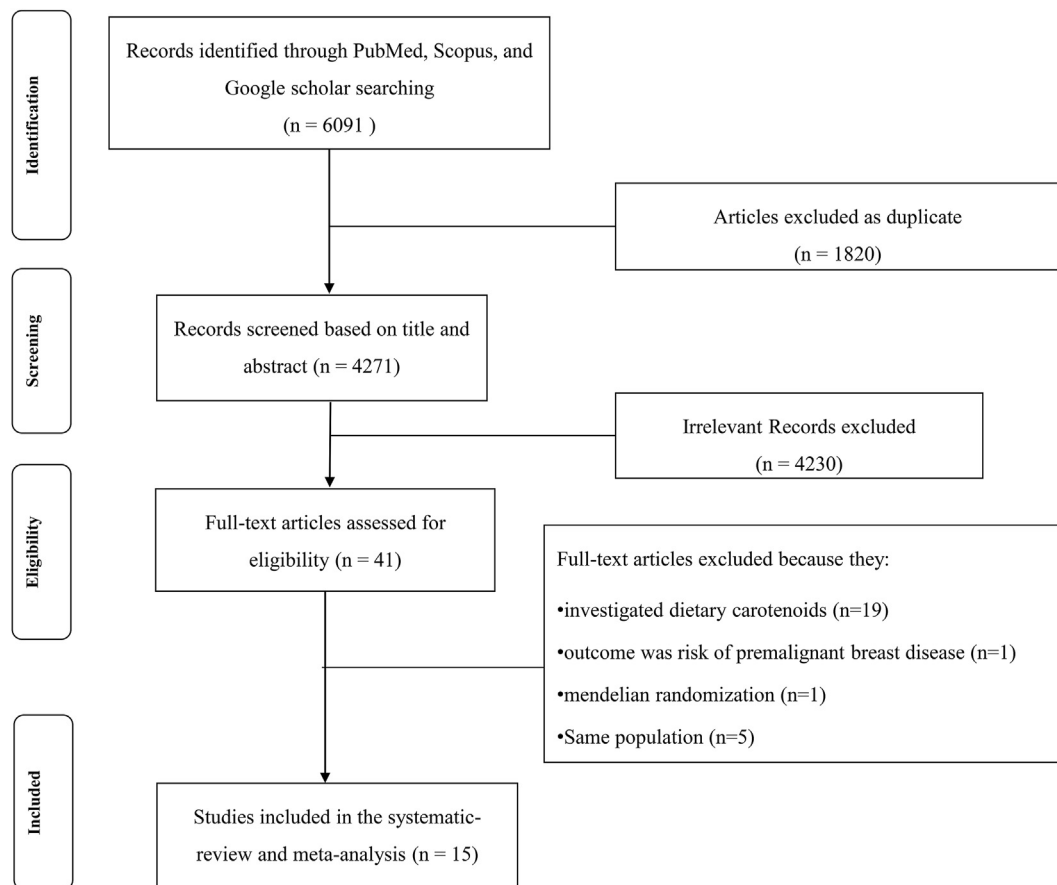 Identification
Records identified through PubMed, Scopus, and
Google scholar searching
(n = 6091 )
Articles excluded as duplicate
(n = 1820)
Screening
Records screened based on title and
abstract (n = 4271)
Irrelevant Records excluded
(n = 4230)
Eligibility
Full-text articles assessed for
eligibility (n = 41)
Full-text articles excluded because they:
•investigated dietary carotenoids (n=19)
•outcome was risk of premalignant breast disease (n=1)
•mendelian randomization (n=1)
•Same population (n=5)
Included
Studies included in the systematic-
review and meta-analysis (n = 15)